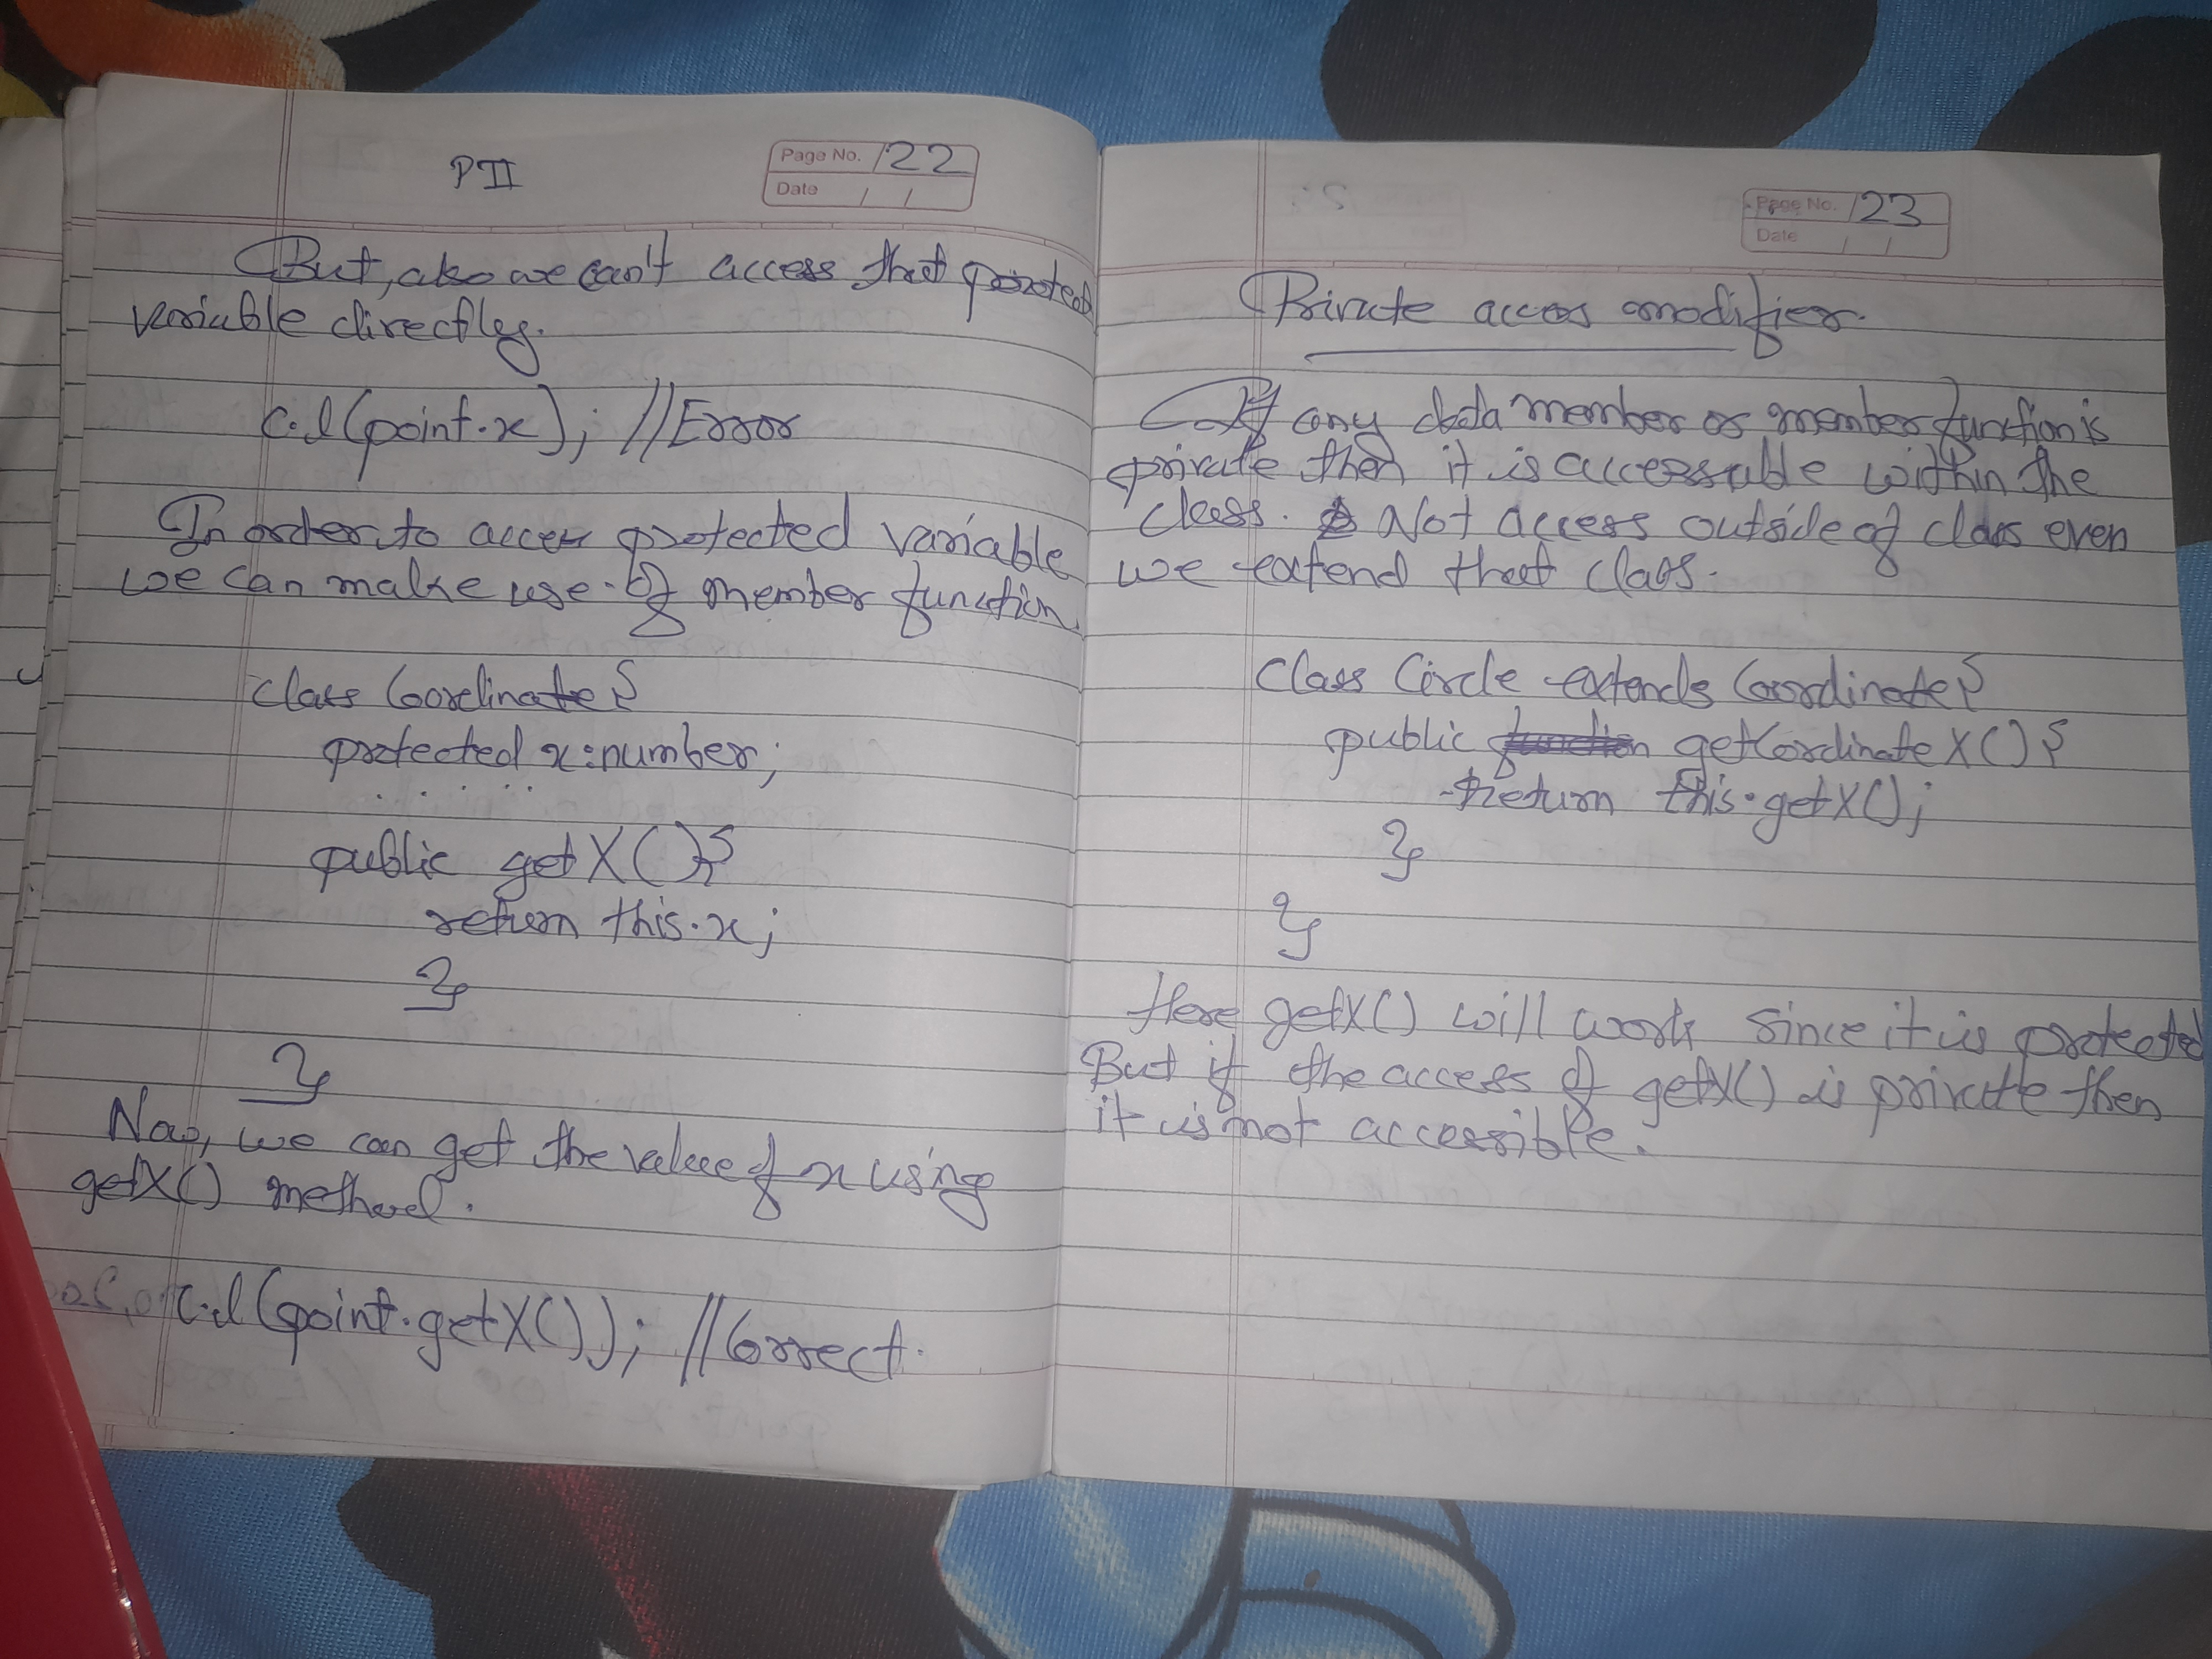 PII
Page No. 122
Date / /
But, also we can't access that protected
variable directly.
c.l(point.x); //Error
In order to access protected variable
we can make use of member function.
class Coordinate{
protected x:number;
. . . . .
public getX(){
return this.x;
}
}
Now, we can get the value of x using
getX() method.
c.l(point.getX()); //Correct.
Page No. 123
Date / /
Private access modifier.
If any data member or member function is
private then it is accessable within the
class. Not access outside of class even
we extend that class.
class Circle extends Coordinate{
public getCordinateX(){
return this.getX();
}
}
Here getX() will work since it is protected
But if the access of getX() is private then
it is not accessible.